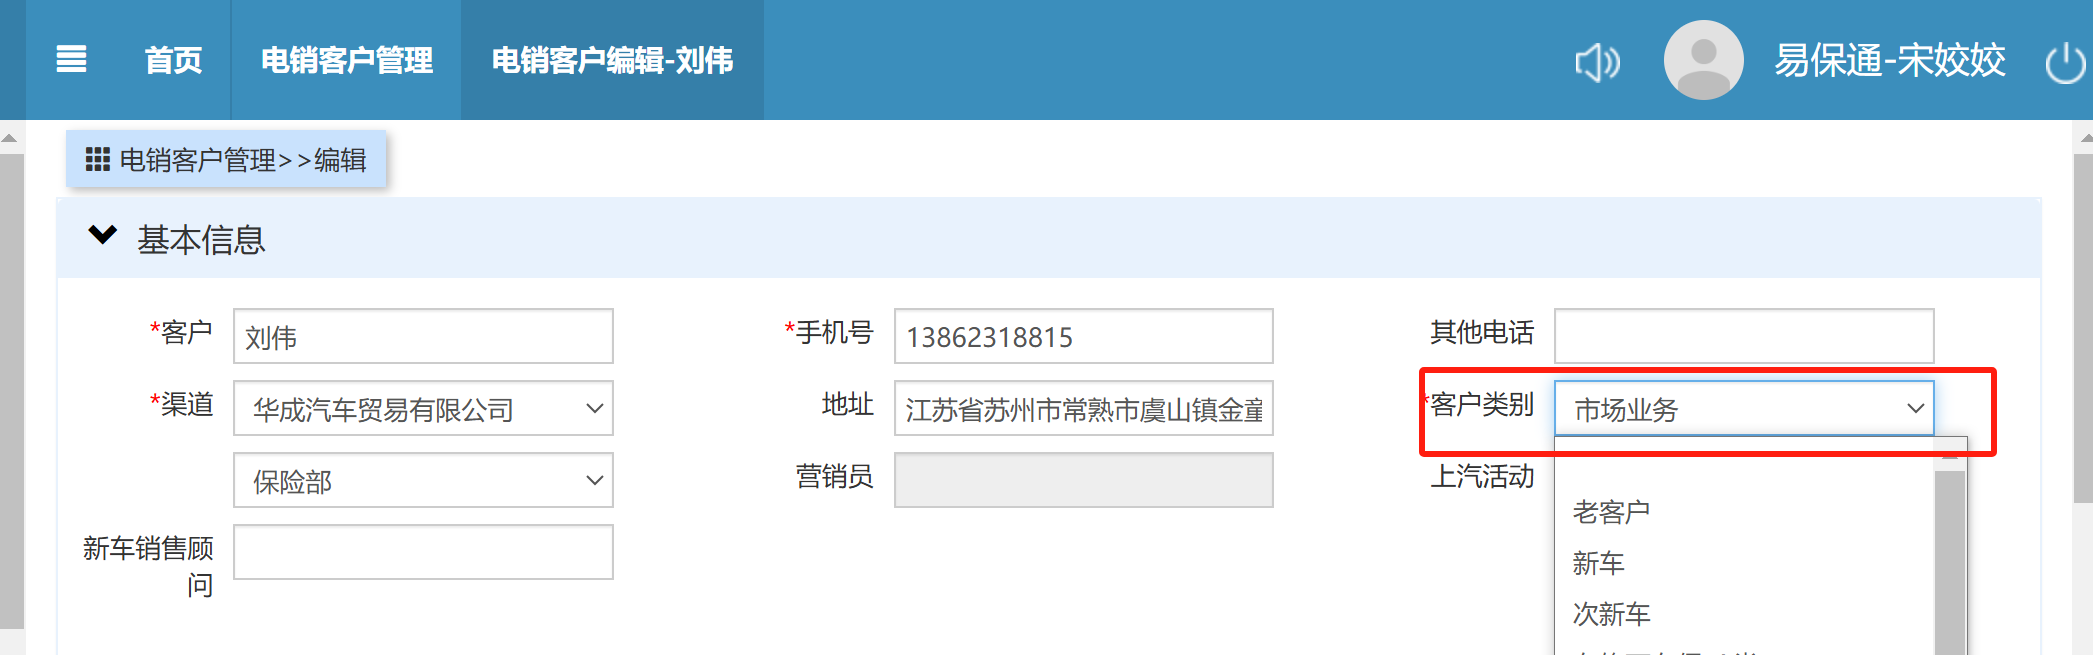 首页 电销客户管理 电销客户编辑-刘伟 易保通-宋姣姣
电销客户管理>>编辑
基本信息
*客户 刘伟 *手机号 13862318815 其他电话
*渠道 华成汽车贸易有限公司 地址 江苏省苏州市常熟市虞山镇金童 *客户类别 市场业务
保险部 营销员 上汽活动
老客户
新车销售顾问
新车
次新车